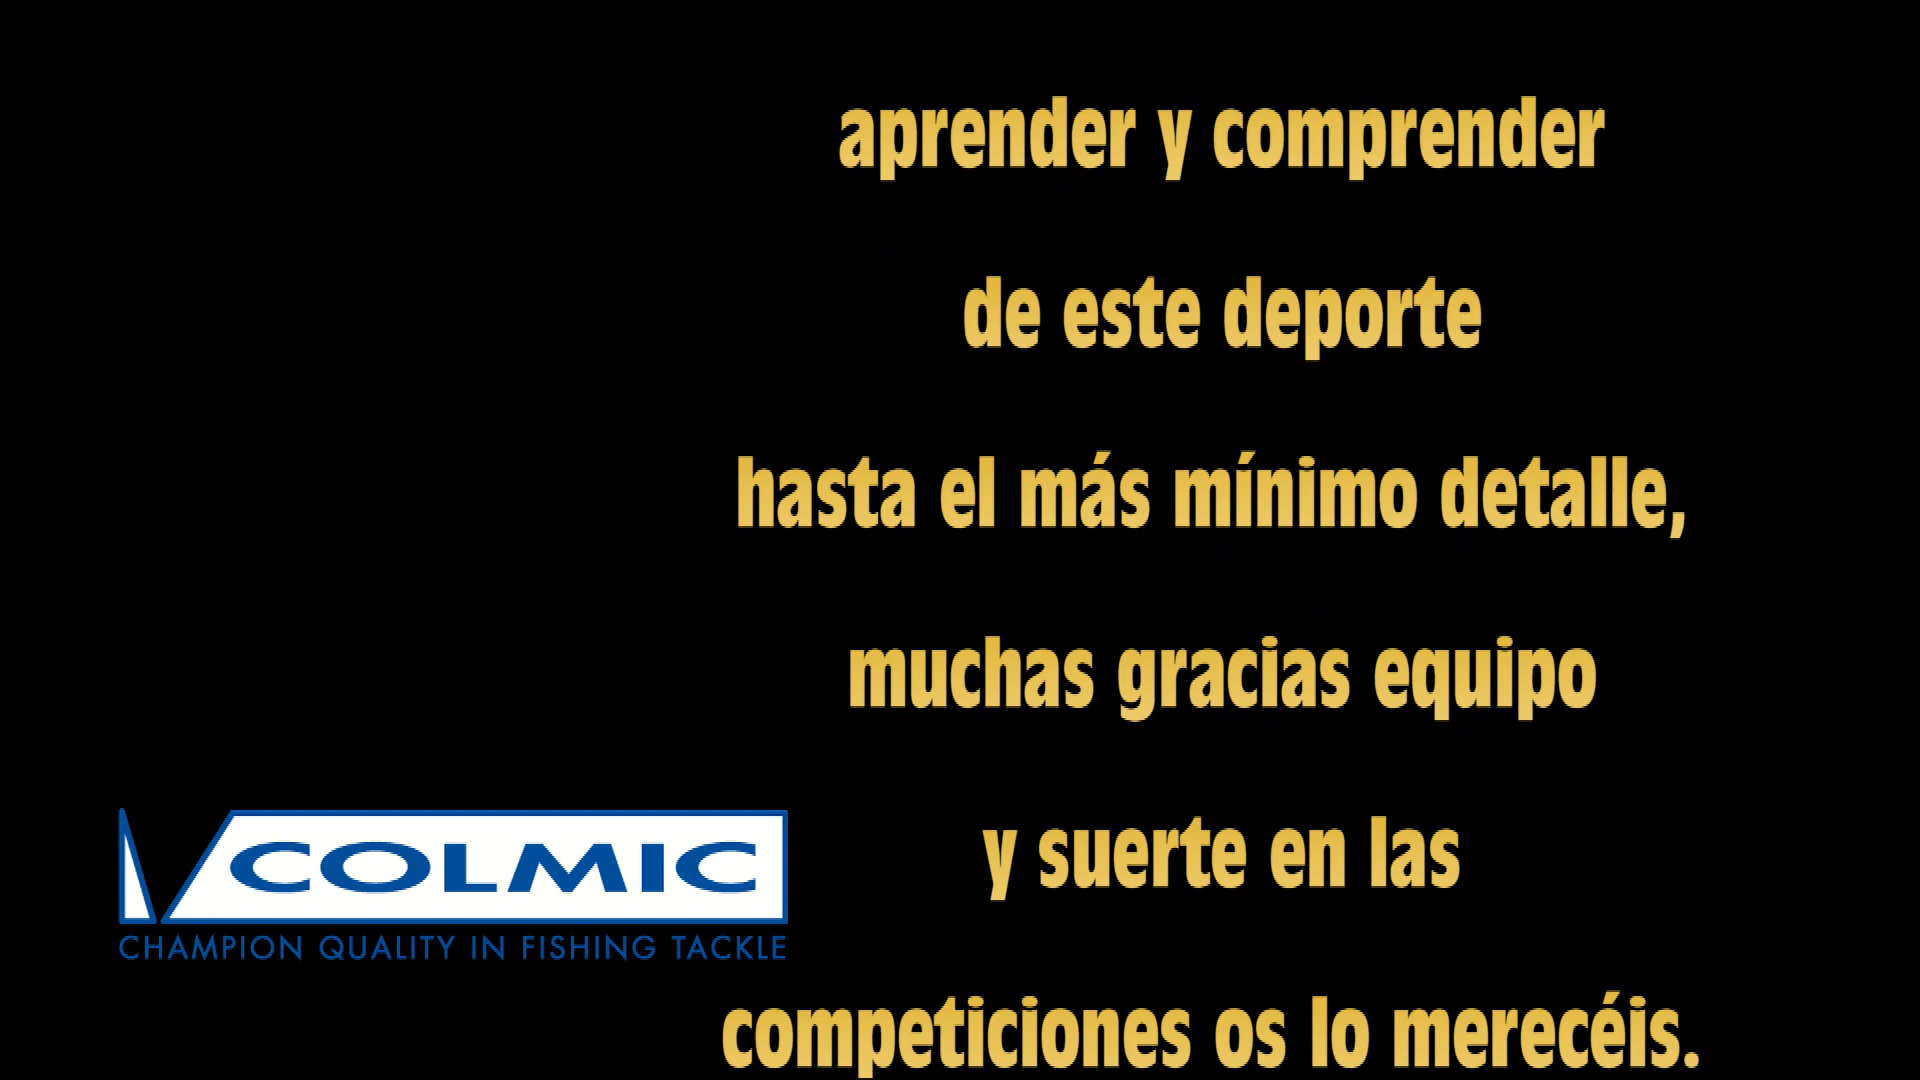 aprender y comprender
de este deporte
hasta el más mínimo detalle,
muchas gracias equipo
y suerte en las
competiciones os lo merecéis.
COLMIC
CHAMPION QUALITY IN FISHING TACKLE